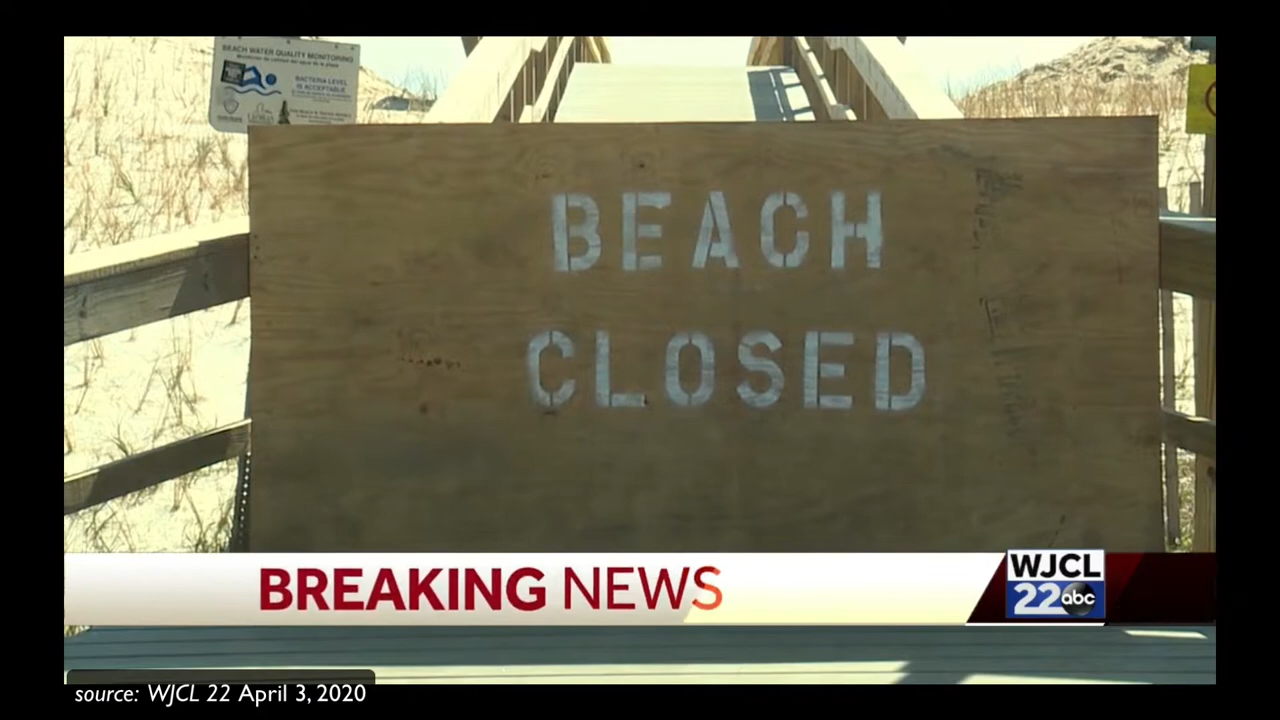 BEACH WATER QUALITY MONITORING
BACTERIA LEVEL
IS ACCEPTABLE
BEACH
CLOSED
BREAKING NEWS
WJCL
22 abc
source: WJCL 22 April 3, 2020